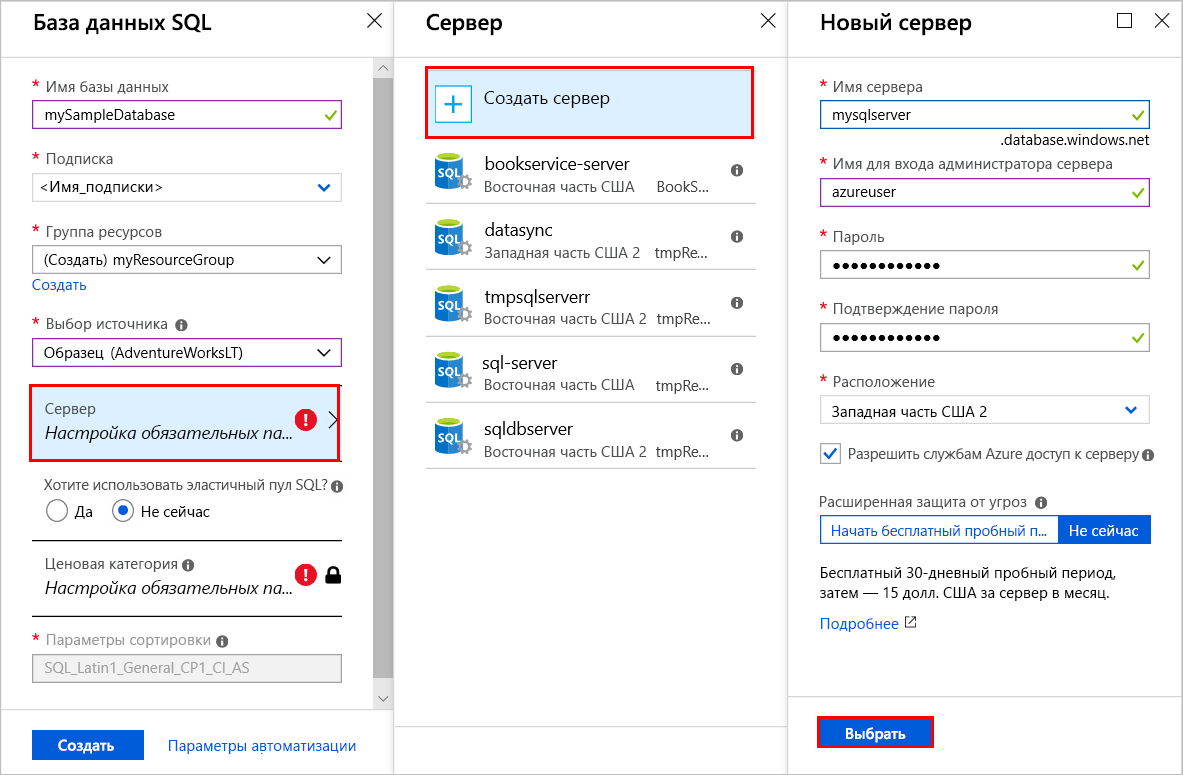 База данных SQL
* Имя базы данных
mySampleDatabase
* Подписка
<Имя_подписки>
* Группа ресурсов
(Создать) myResourceGroup
Создать
* Выбор источника
Образец (AdventureWorksLT)
Сервер
Настройка обязательных па...
Хотите использовать эластичный пул SQL?
Да
Не сейчас
Ценовая категория
Настройка обязательных па...
* Параметры сортировки
SQL_Latin1_General_CP1_CI_AS
Создать
Параметры автоматизации
Сервер
Создать сервер
bookservice-server
Восточная часть США BookS...
datasync
Западная часть США 2 tmpRe...
tmpsqlserverr
Восточная часть США 2 tmpRe...
sql-server
Восточная часть США tmpRe...
sqldbserver
Восточная часть США 2 tmpRe...
Новый сервер
* Имя сервера
mysqlserver
.database.windows.net
* Имя для входа администратора сервера
azureuser
* Пароль
* Подтверждение пароля
* Расположение
Западная часть США 2
Разрешить службам Azure доступ к серверу
Расширенная защита от угроз
Начать бесплатный пробный п...
Не сейчас
Бесплатный 30-дневный пробный период,
затем — 15 долл. США за сервер в месяц.
Подробнее
Выбрать